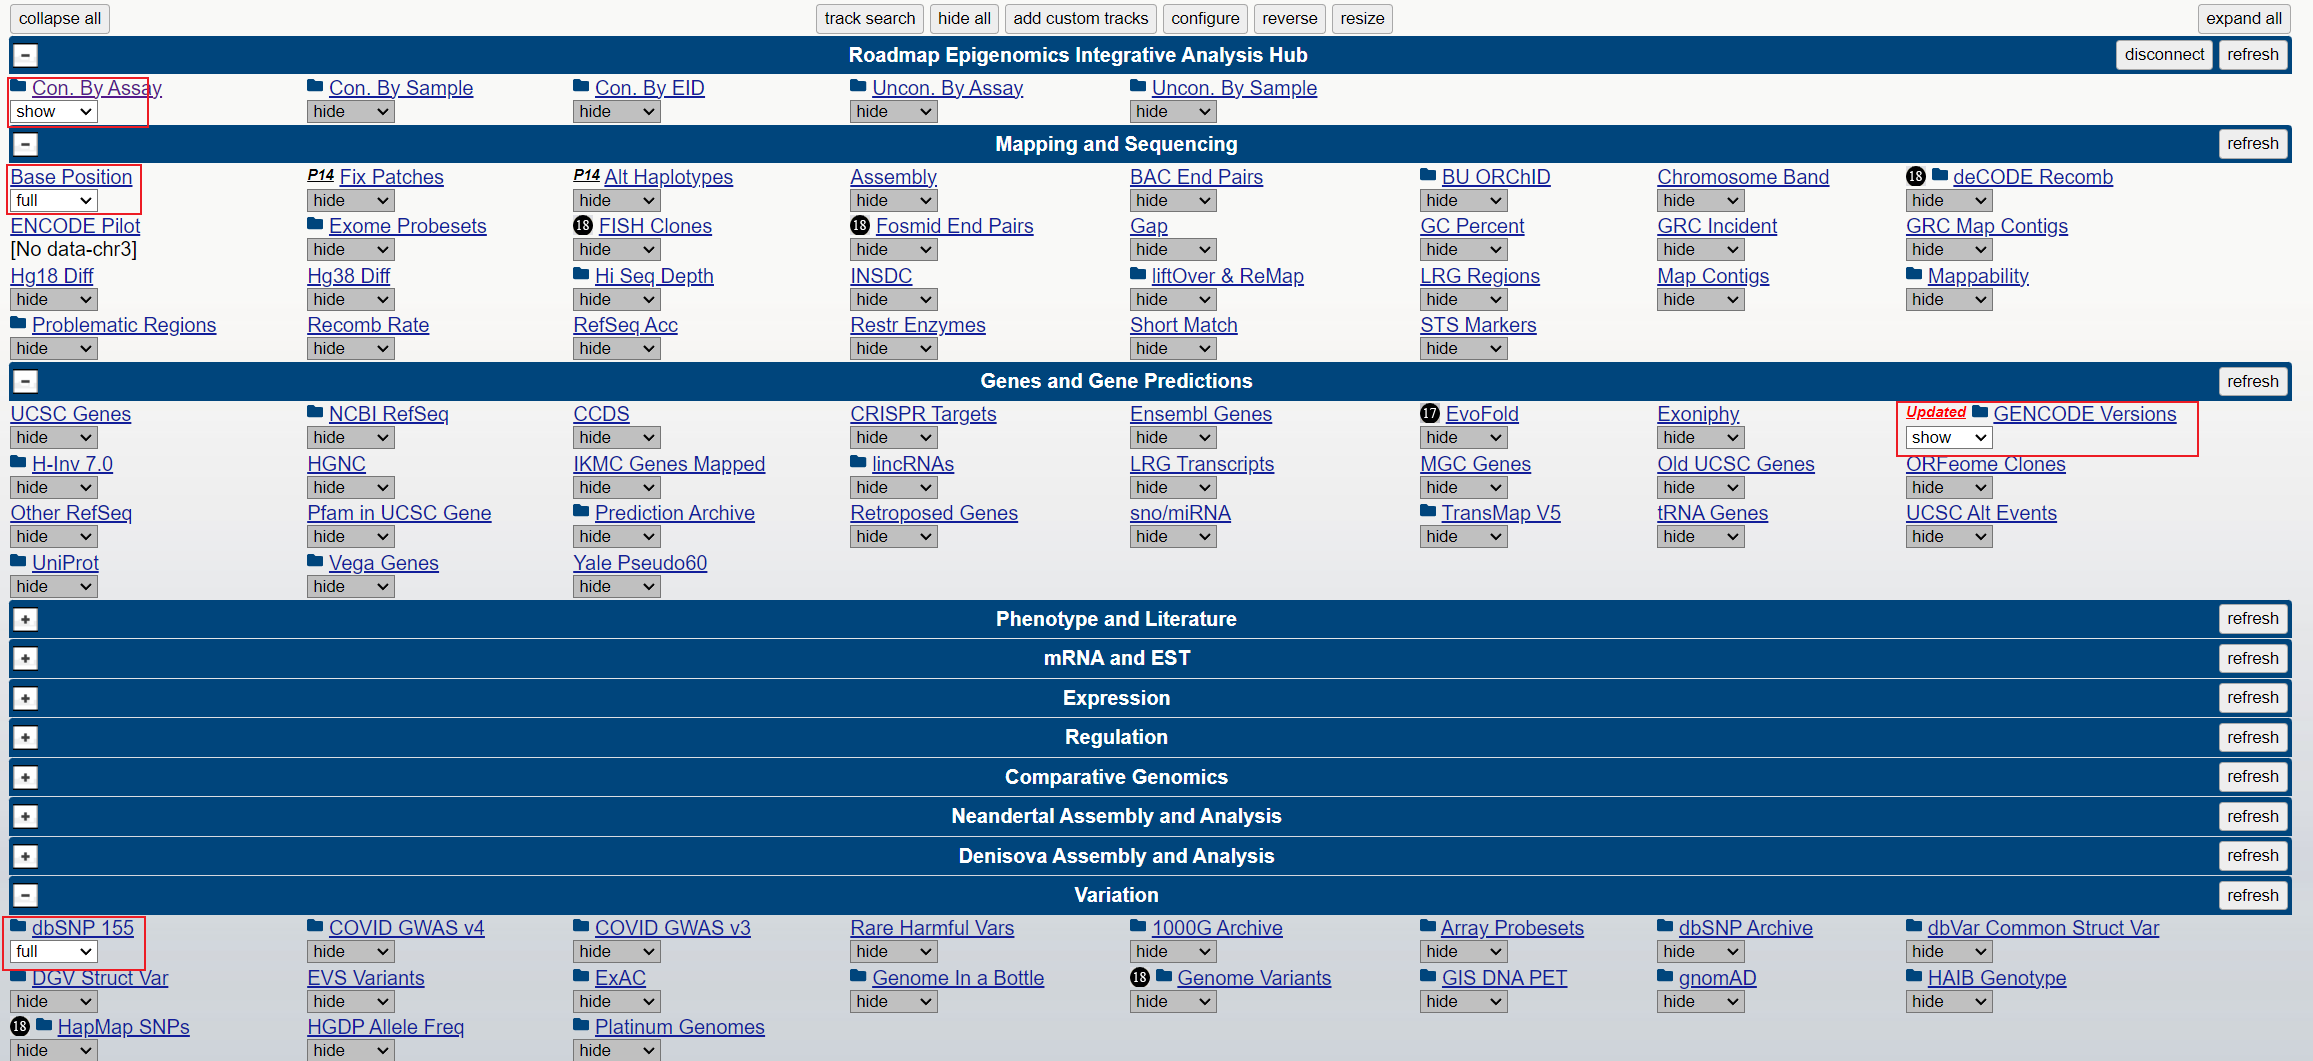 collapse all track search hide all add custom tracks configure reverse resize expand all
Roadmap Epigenomics Integrative Analysis Hub disconnect refresh
Con. By Assay Con. By Sample Con. By EID Uncon. By Assay Uncon. By Sample
show hide hide hide hide
Mapping and Sequencing refresh
Base Position P14 Fix Patches P14 Alt Haplotypes Assembly BAC End Pairs BU ORChID Chromosome Band 18 deCODE Recomb
full hide hide hide hide hide hide hide
ENCODE Pilot Exome Probesets 18 FISH Clones 18 Fosmid End Pairs Gap GC Percent GRC Incident GRC Map Contigs
[No data-chr3] hide hide hide hide hide hide hide
Hg18 Diff Hg38 Diff Hi Seq Depth INSDC liftOver & ReMap LRG Regions Map Contigs Mappability
hide hide hide hide hide hide hide hide
Problematic Regions Recomb Rate RefSeq Acc Restr Enzymes Short Match STS Markers
hide hide hide hide hide hide
Genes and Gene Predictions refresh
UCSC Genes NCBI RefSeq CCDS CRISPR Targets Ensembl Genes 17 EvoFold Exoniphy Updated GENCODE Versions
hide hide hide hide hide hide hide show
H-Inv 7.0 HGNC IKMC Genes Mapped lincRNAs LRG Transcripts MGC Genes Old UCSC Genes ORFeome Clones
hide hide hide hide hide hide hide hide
Other RefSeq Pfam in UCSC Gene Prediction Archive Retroposed Genes sno/miRNA TransMap V5 tRNA Genes UCSC Alt Events
hide hide hide hide hide hide hide hide
UniProt Vega Genes Yale Pseudo60
hide hide hide
Phenotype and Literature refresh
mRNA and EST refresh
Expression refresh
Regulation refresh
Comparative Genomics refresh
Neandertal Assembly and Analysis refresh
Denisova Assembly and Analysis refresh
Variation refresh
dbSNP 155 COVID GWAS v4 COVID GWAS v3 Rare Harmful Vars 1000G Archive Array Probesets dbSNP Archive dbVar Common Struct Var
full hide hide hide hide hide hide hide
DGV Struct Var EVS Variants ExAC Genome In a Bottle 18 Genome Variants GIS DNA PET gnomAD HAIB Genotype
hide hide hide hide hide hide hide hide
18 HapMap SNPs HGDP Allele Freq Platinum Genomes
hide hide hide